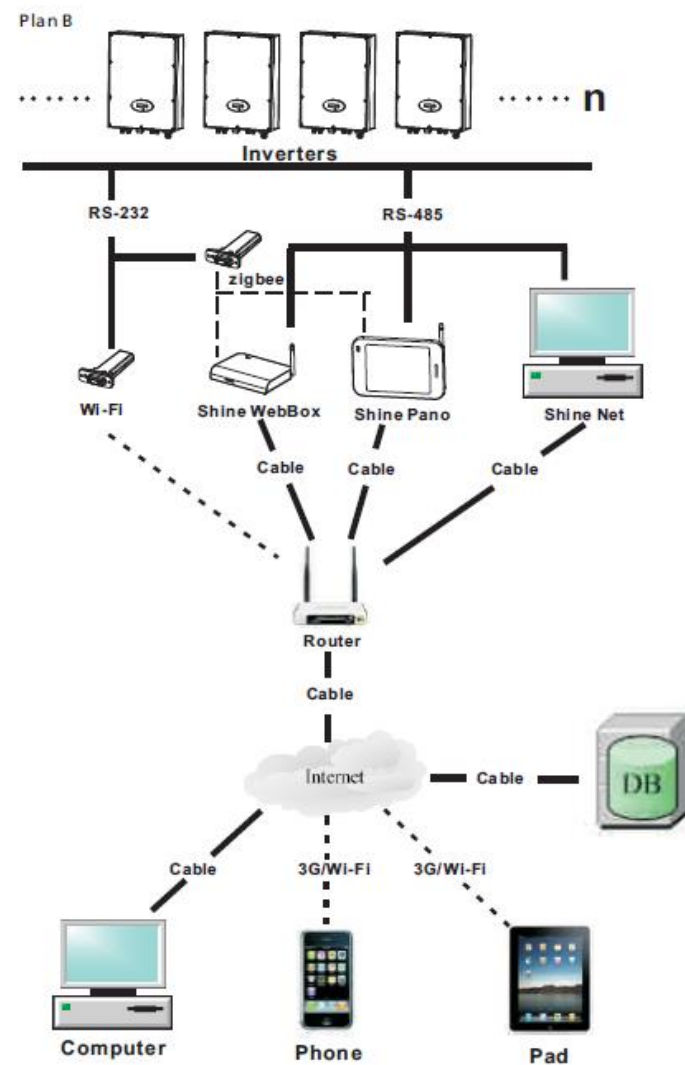 Plan B
n
Inverters
RS-232
RS-485
zigbee
Wi-Fi
Shine WebBox
Shine Pano
Shine Net
Cable
Cable
Cable
Router
Cable
Internet
Cable
DB
Cable
3G/Wi-Fi
3G/Wi-Fi
Computer
Phone
Pad